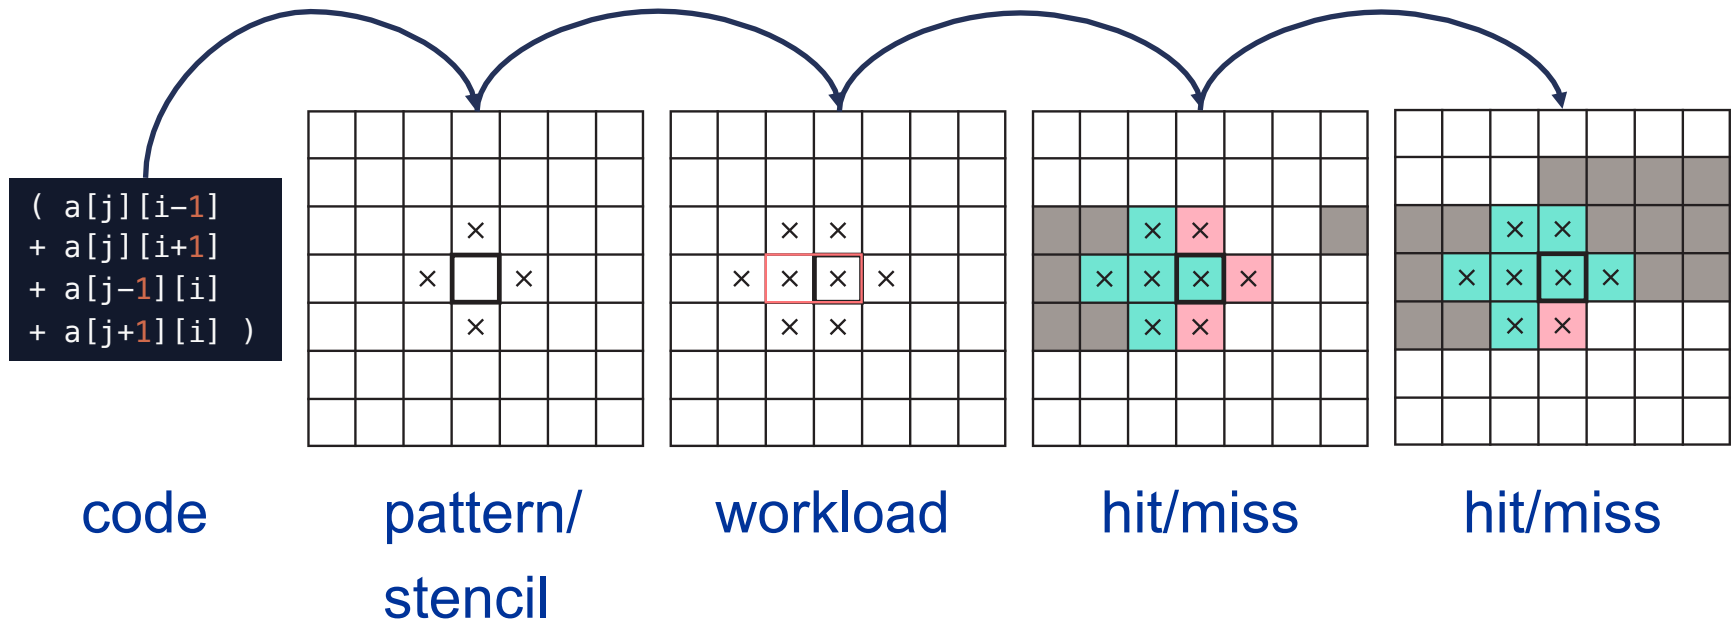 ( a[j][i-1]
+ a[j][i+1]
+ a[j-1][i]
+ a[j+1][i] )
code
pattern/
stencil
workload
hit/miss
hit/miss